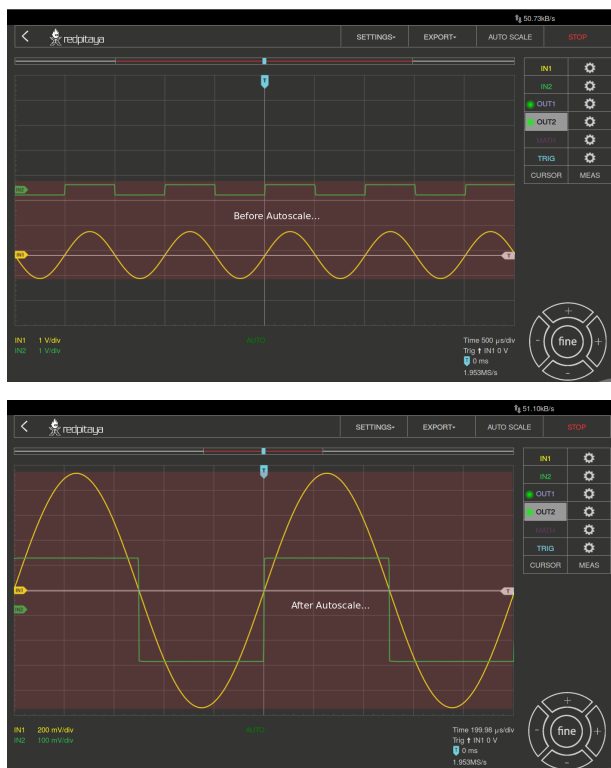 50.73kB/s
redpitaya SETTINGS EXPORT AUTO SCALE STOP
T
IN1
IN2
OUT1
OUT2
MATH
TRIG
CURSOR MEAS
IN2
Before Autoscale...
IN1 T
IN1 1 V/div AUTO Time 500 µs/div
IN2 1 V/div Trig IN1 0 V
T 0 ms
1.953MS/s
+
- fine +
-
51.10kB/s
redpitaya SETTINGS EXPORT AUTO SCALE STOP
T
IN1
IN2
OUT1
OUT2
MATH
TRIG
CURSOR MEAS
IN1 T
After Autoscale...
IN2
IN1 200 mV/div AUTO Time 199.96 µs/div
IN2 100 mV/div Trig IN1 0 V
T 0 ms
1.953MS/s
+
- fine +
-